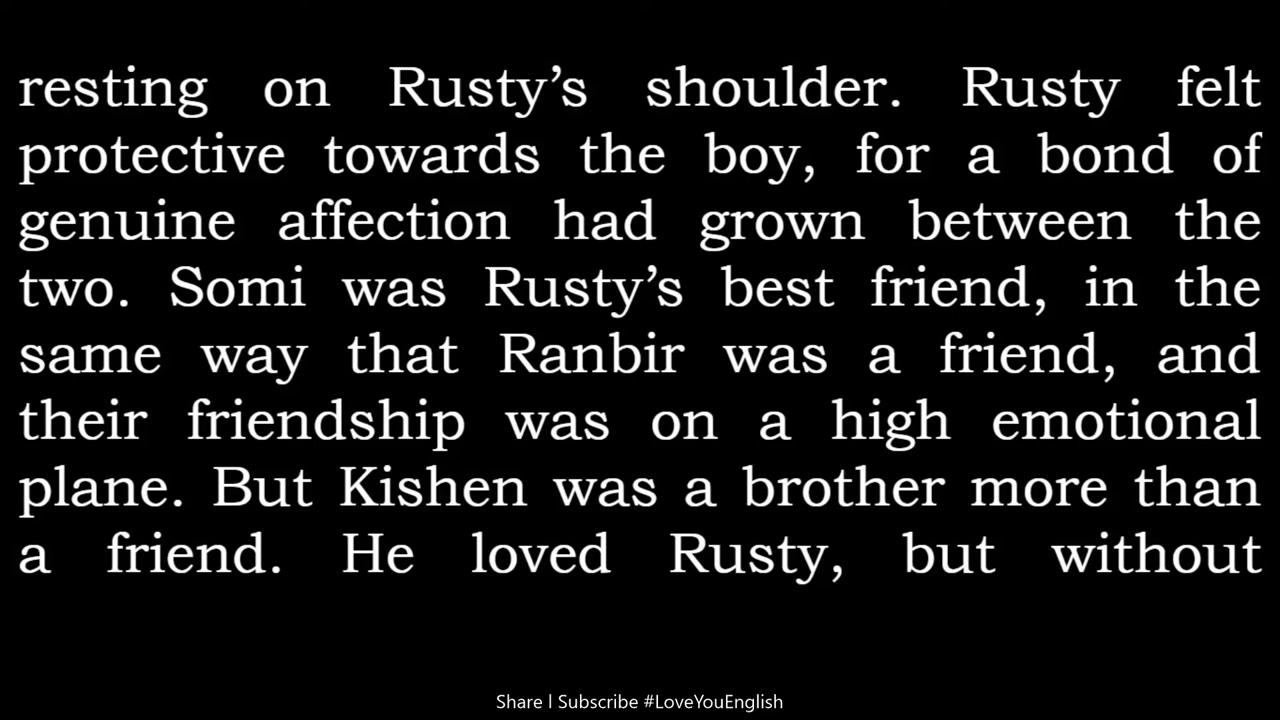 resting on Rusty’s shoulder. Rusty felt
protective towards the boy, for a bond of
genuine affection had grown between the
two. Somi was Rusty’s best friend, in the
same way that Ranbir was a friend, and
their friendship was on a high emotional
plane. But Kishen was a brother more than
a friend. He loved Rusty, but without
Share l Subscribe #LoveYouEnglish